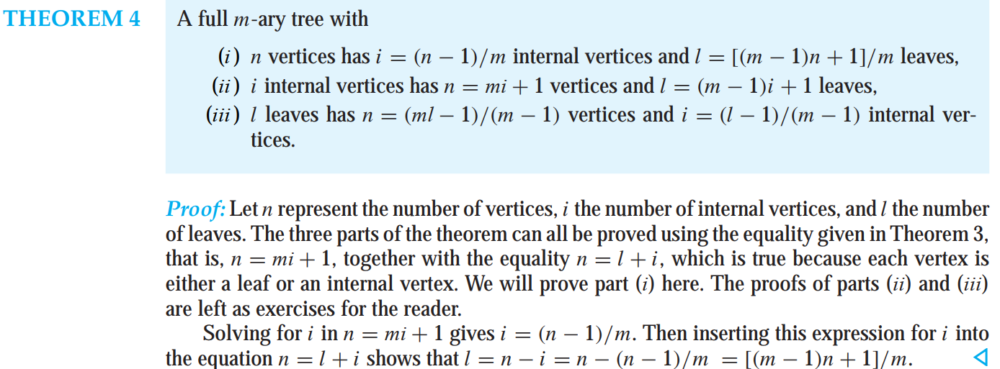 THEOREM 4 A full m-ary tree with
(i) n vertices has i = (n − 1)/m internal vertices and l = [(m − 1)n + 1]/m leaves,
(ii) i internal vertices has n = mi + 1 vertices and l = (m − 1)i + 1 leaves,
(iii) l leaves has n = (ml − 1)/(m − 1) vertices and i = (l − 1)/(m − 1) internal ver-
tices.
Proof: Let n represent the number of vertices, i the number of internal vertices, and l the number
of leaves. The three parts of the theorem can all be proved using the equality given in Theorem 3,
that is, n = mi + 1, together with the equality n = l + i, which is true because each vertex is
either a leaf or an internal vertex. We will prove part (i) here. The proofs of parts (ii) and (iii)
are left as exercises for the reader.
Solving for i in n = mi + 1 gives i = (n − 1)/m. Then inserting this expression for i into
the equation n = l + i shows that l = n − i = n − (n − 1)/m = [(m − 1)n + 1]/m.